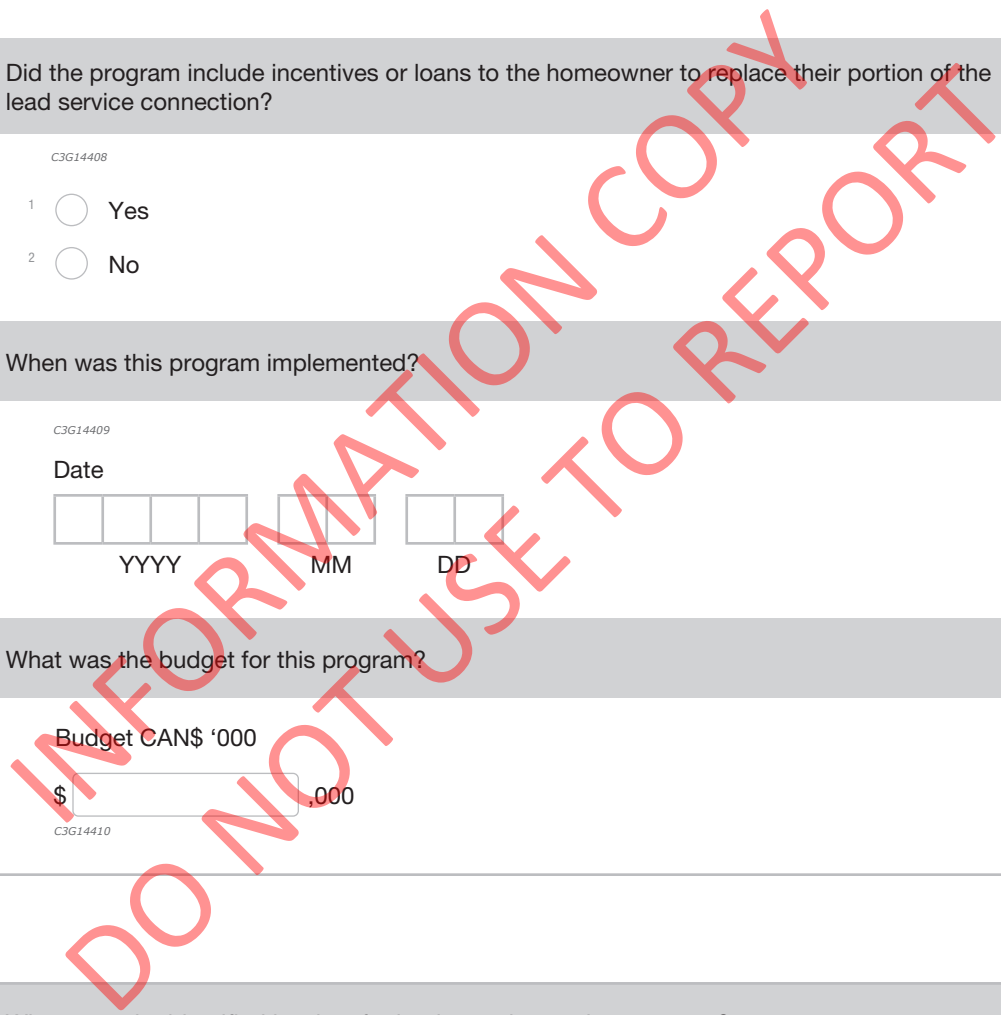 Did the program include incentives or loans to the homeowner to replace their portion of the
lead service connection?
C3G14408
1 Yes
2 No
When was this program implemented?
C3G14409
Date
YYYY MM DD
What was the budget for this program?
Budget CAN$ ‘000
$ ,000
C3G14410
INFORMATION COPY
DO NOT USE TO REPORT